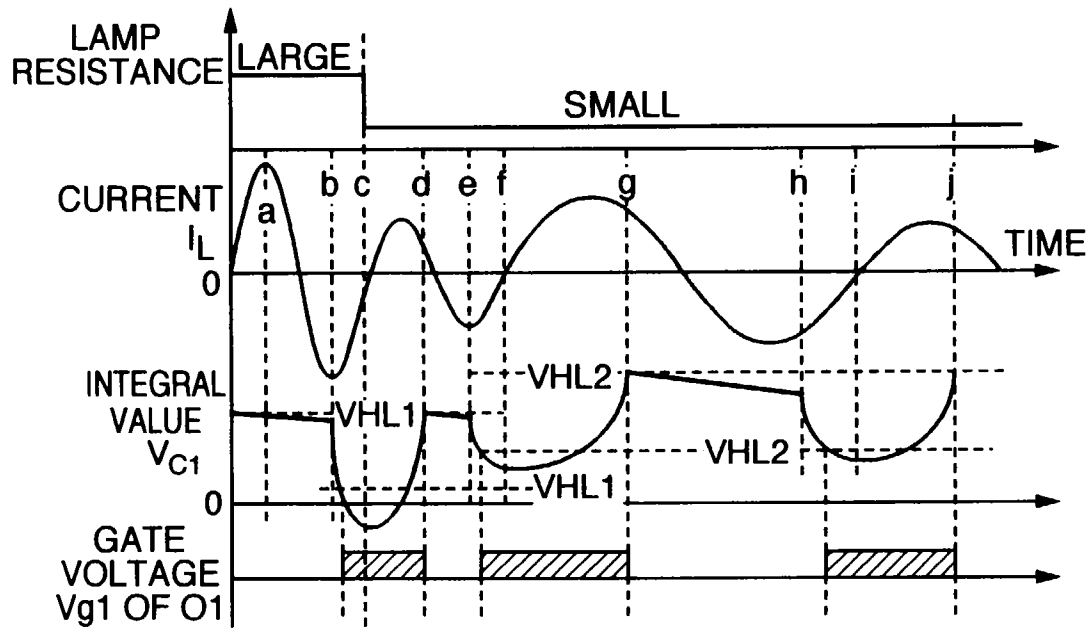 LAMP
RESISTANCE
LARGE
SMALL
CURRENT
I_L
0
a
b
c
d
e
f
g
h
i
j
TIME
INTEGRAL
VALUE
V_C1
VHL1
VHL2
VHL2
VHL1
0
GATE
VOLTAGE
Vg1 OF O1